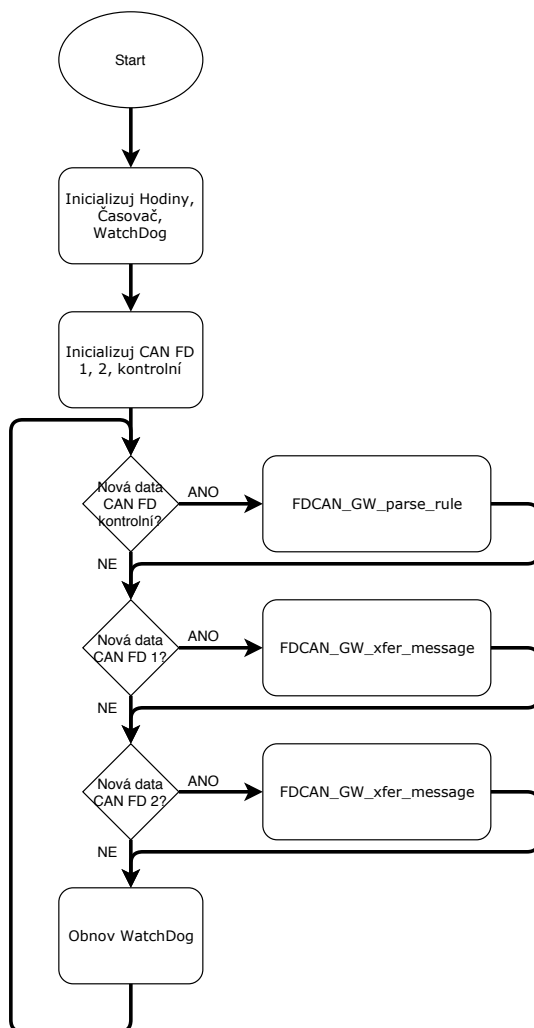 Start
Inicializuj Hodiny,
Časovač,
WatchDog
Inicializuj CAN FD
1, 2, kontrolní
Nová data
CAN FD
kontrolní?
ANO
FDCAN_GW_parse_rule
NE
Nová data
CAN FD 1?
ANO
FDCAN_GW_xfer_message
NE
Nová data
CAN FD 2?
ANO
FDCAN_GW_xfer_message
NE
Obnov WatchDog